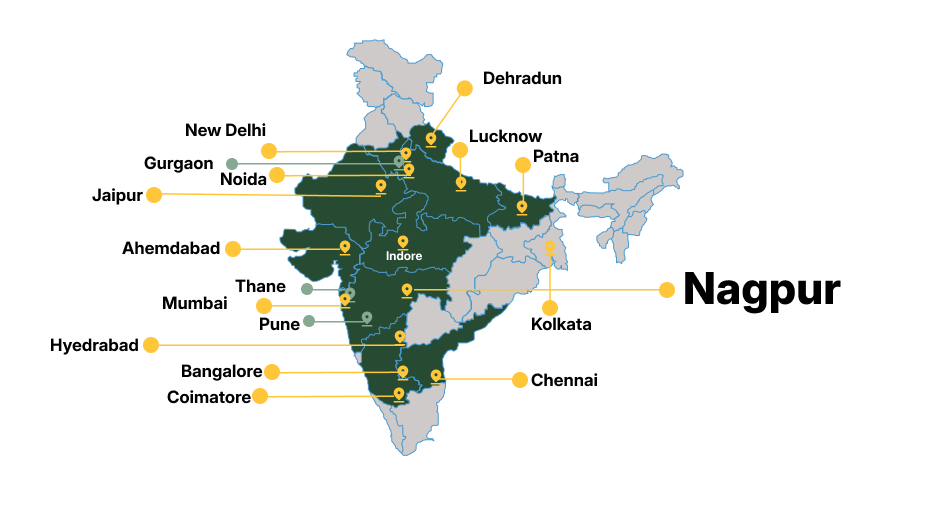 Dehradun
New Delhi
Lucknow
Gurgaon
Patna
Noida
Jaipur
Ahemdabad
Indore
Thane
Nagpur
Mumbai
Pune
Kolkata
Hyedrabad
Bangalore
Chennai
Coimatore